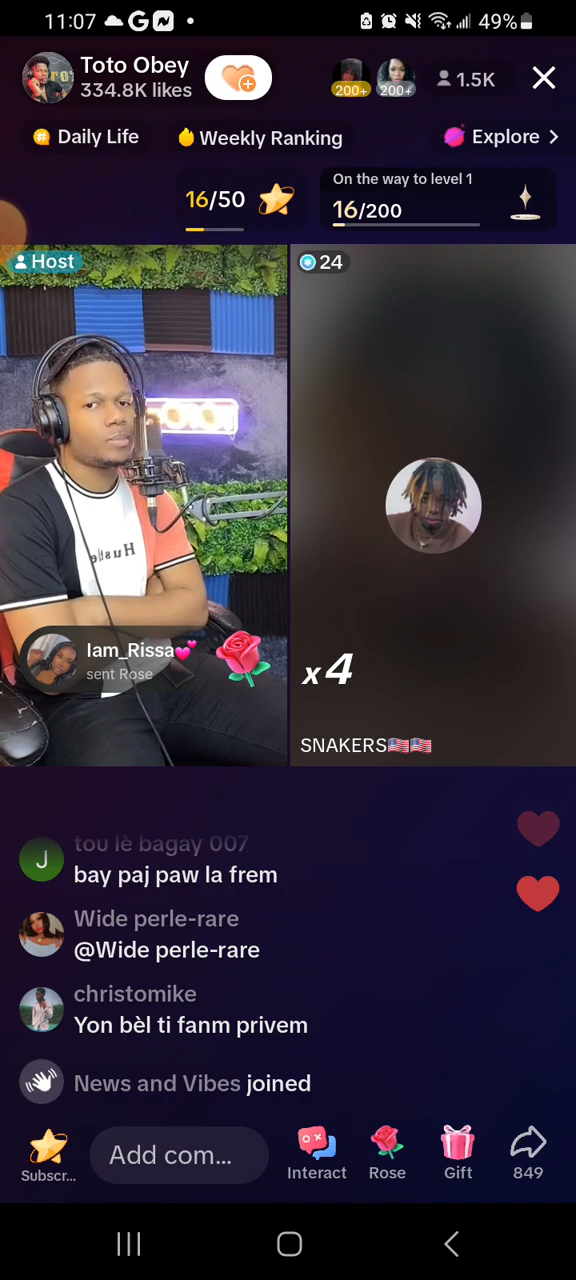 11:07
49%
Toto Obey
334.8K likes
200+
200+
1.5K
Daily Life
Weekly Ranking
Explore
16/50
On the way to level 1
16/200
Host
24
Hustle
Iam_Rissa💕
sent Rose
x4
SNAKERS🇺🇸🇺🇸
tou lè bagay 007
J
bay paj paw la frem
Wide perle-rare
@Wide perle-rare
christomike
Yon bèl ti fanm privem
News and Vibes joined
Subscr...
Add com...
Interact
Rose
Gift
849